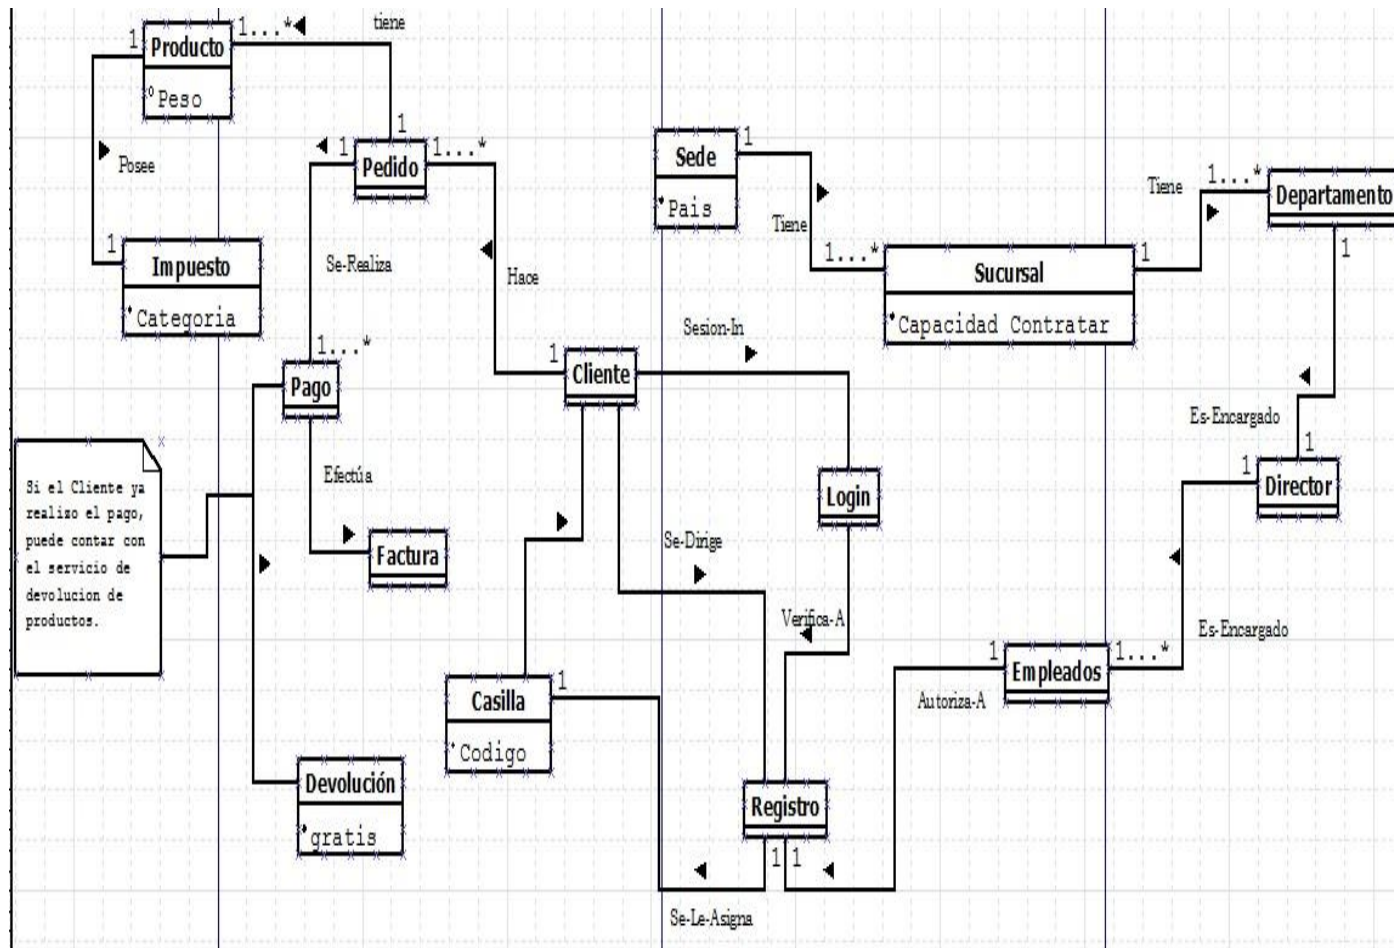 tiene
1
Producto
1...*
Peso
1
Posee
1
Impuesto
Categoria
1
Pedido
1...*
Se-Realiza
Hace
1...*
Pago
1
Cliente
Sesion-In
Sede
1
Pais
Tiene
1...*
Sucursal
1
Capacidad Contratar
Tiene
1...*
Departamento
1
Es-Encargado
1
1
Director
Es-Encargado
Si el Cliente ya
realizo el pago,
puede contar con
el servicio de
devolucion de
productos.
Efectúa
Factura
Login
Se-Dirige
Verifica-A
1
Empleados
1...*
Autoriza-A
Casilla
1
Codigo
Devolución
gratis
Registro
1
1
Se-Le-Asigna